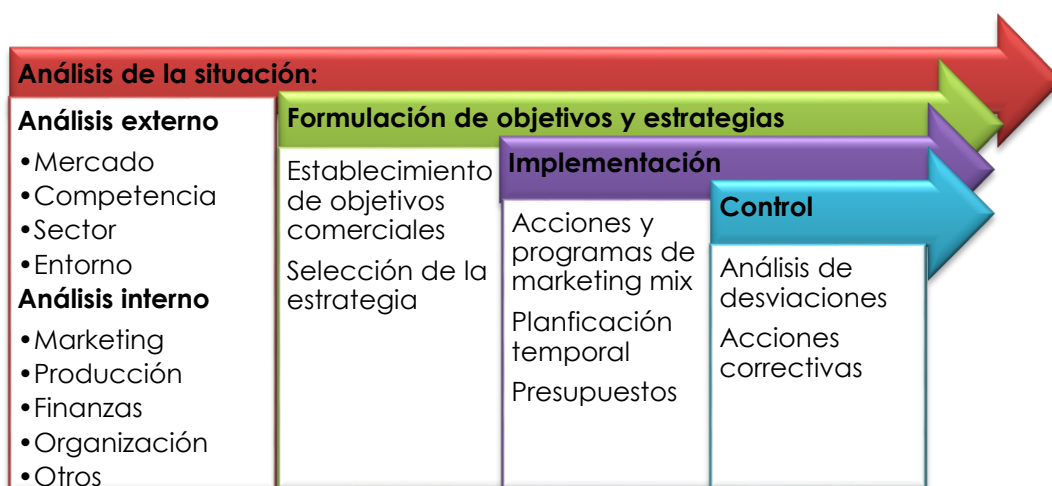 Análisis de la situación:
Análisis externo
•Mercado
•Competencia
•Sector
•Entorno
Análisis interno
•Marketing
•Producción
•Finanzas
•Organización
•Otros
Formulación de objetivos y estrategias
Establecimiento
de objetivos
comerciales
Selección de la
estrategia
Implementación
Acciones y
programas de
marketing mix
Planficación
temporal
Presupuestos
Control
Análisis de
desviaciones
Acciones
correctivas